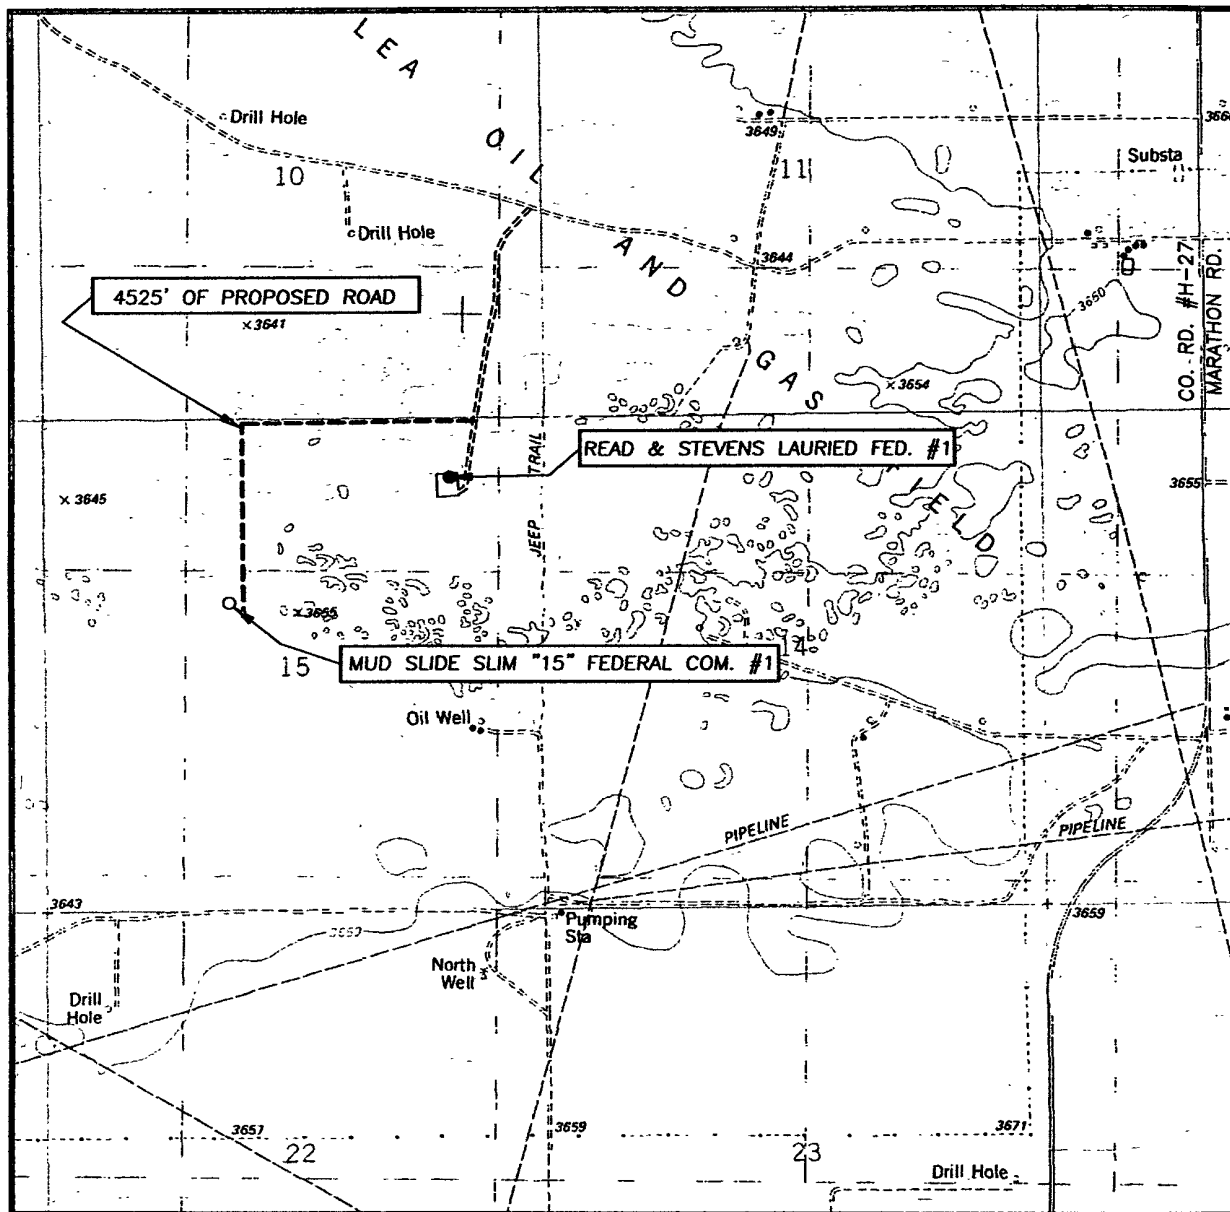 LEA OIL AND GAS FIELD
Drill Hole
10
Drill Hole
3649
11
Substa
3644
4525' OF PROPOSED ROAD
×3641
3650
CO. RD. #H-27
MARATHON RD.
×3654
READ & STEVENS LAURIED FED. #1
JEEP TRAIL
×3645
3655
×3655
15
MUD SLIDE SLIM "15" FEDERAL COM. #1
14
Oil Well
PIPELINE
PIPELINE
3643
Pumping
Sta
3659
North
Well
Drill
Hole
3657
22
3659
23
3671
Drill Hole